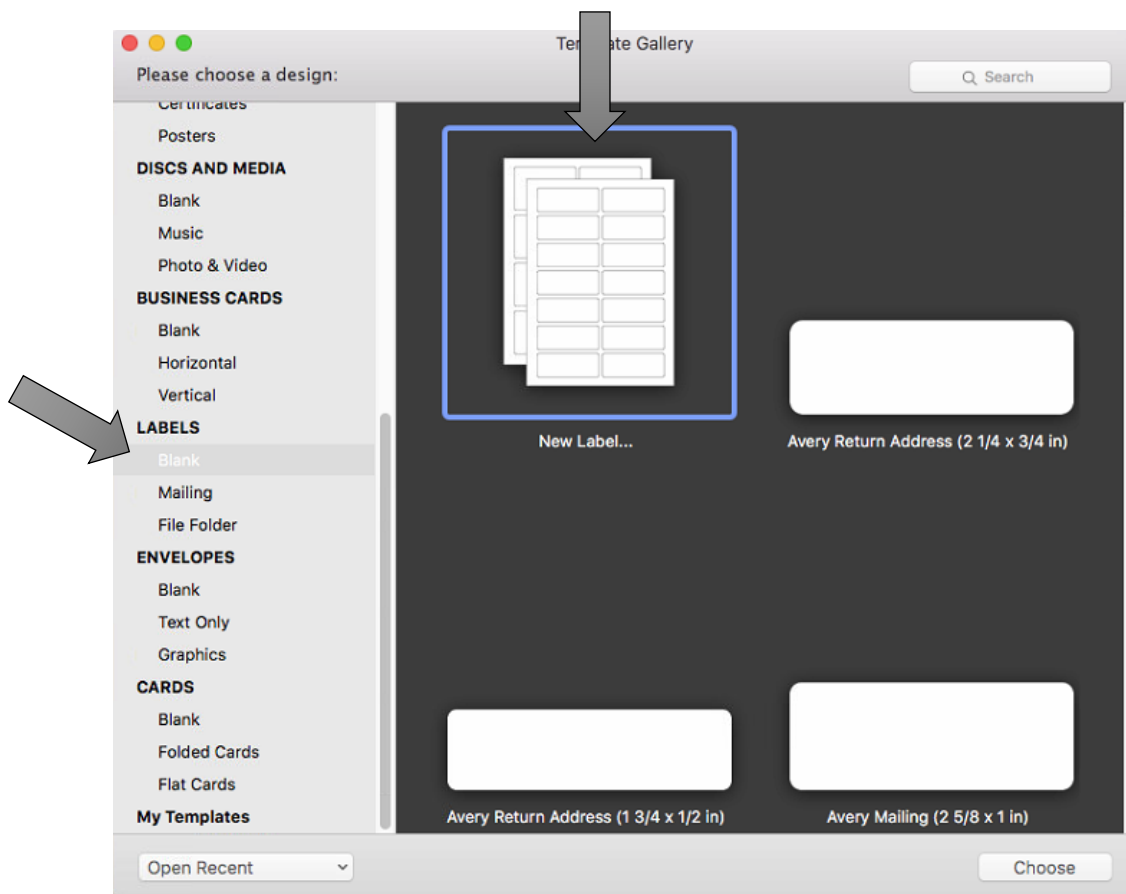 Template Gallery
Please choose a design:
Search
Certificates
Posters
DISCS AND MEDIA
Blank
Music
Photo & Video
BUSINESS CARDS
Blank
Horizontal
Vertical
LABELS
Blank
Mailing
File Folder
ENVELOPES
Blank
Text Only
Graphics
CARDS
Blank
Folded Cards
Flat Cards
My Templates
New Label...
Avery Return Address (2 1/4 x 3/4 in)
Avery Return Address (1 3/4 x 1/2 in)
Avery Mailing (2 5/8 x 1 in)
Open Recent
Choose